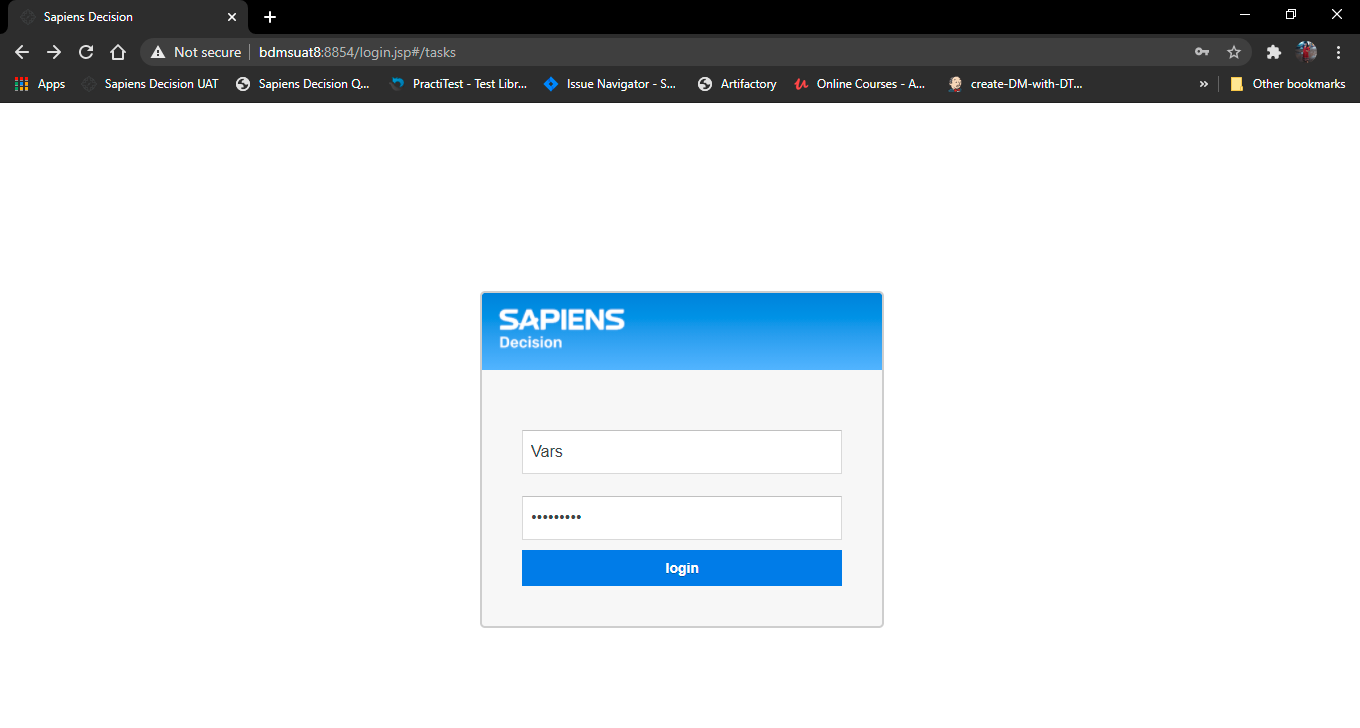 Sapiens Decision
Not secure bdmsuat8:8854/login.jsp#/tasks
Apps Sapiens Decision UAT Sapiens Decision Q... PractiTest - Test Libr... Issue Navigator - S... Artifactory Online Courses - A... create-DM-with-DT... » Other bookmarks
SAPIENS
Decision
Vars
•••••••••
login